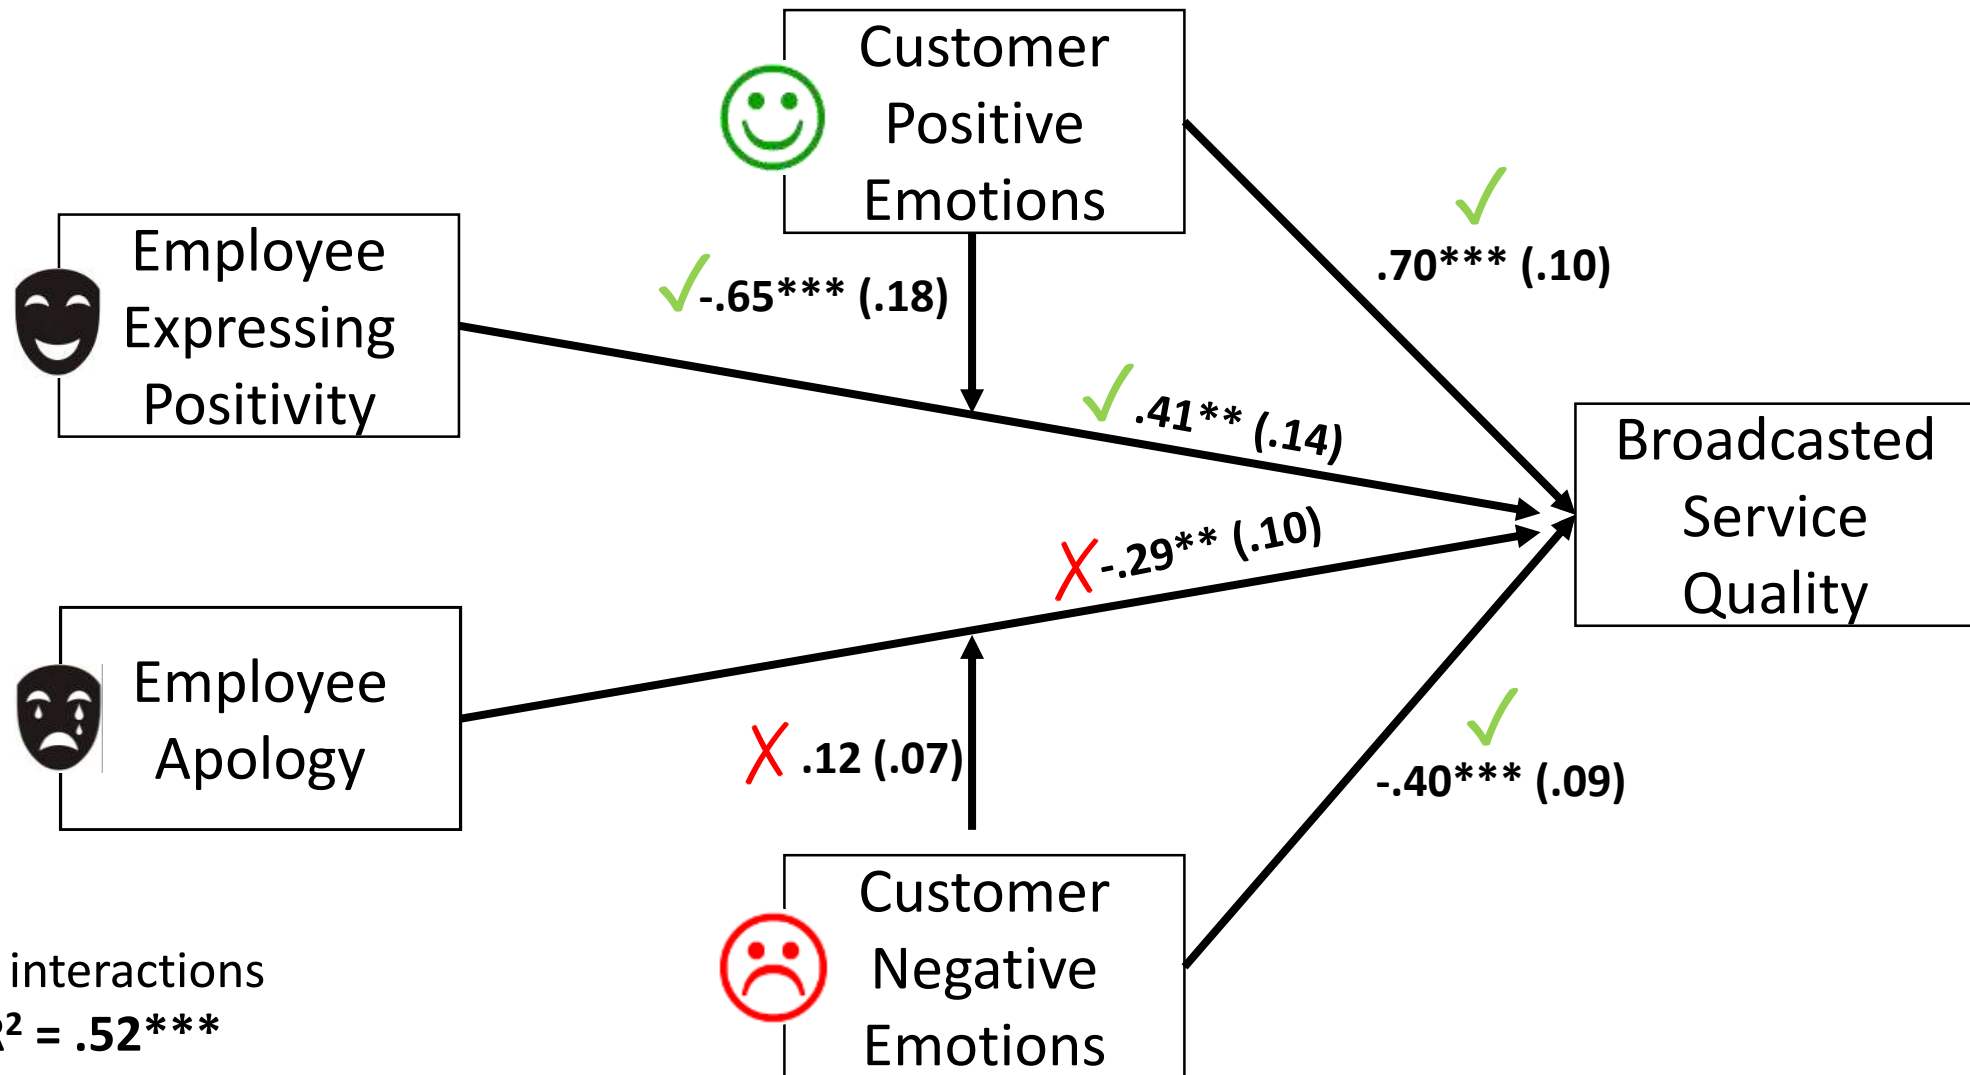 Customer
Positive
Emotions
Employee
Expressing
Positivity
.70*** (.10)
-.65*** (.18)
.41** (.14)
Broadcasted
Service
Quality
-.29** (.10)
Employee
Apology
.12 (.07)
-.40*** (.09)
Customer
Negative
Emotions
interactions
R² = .52***